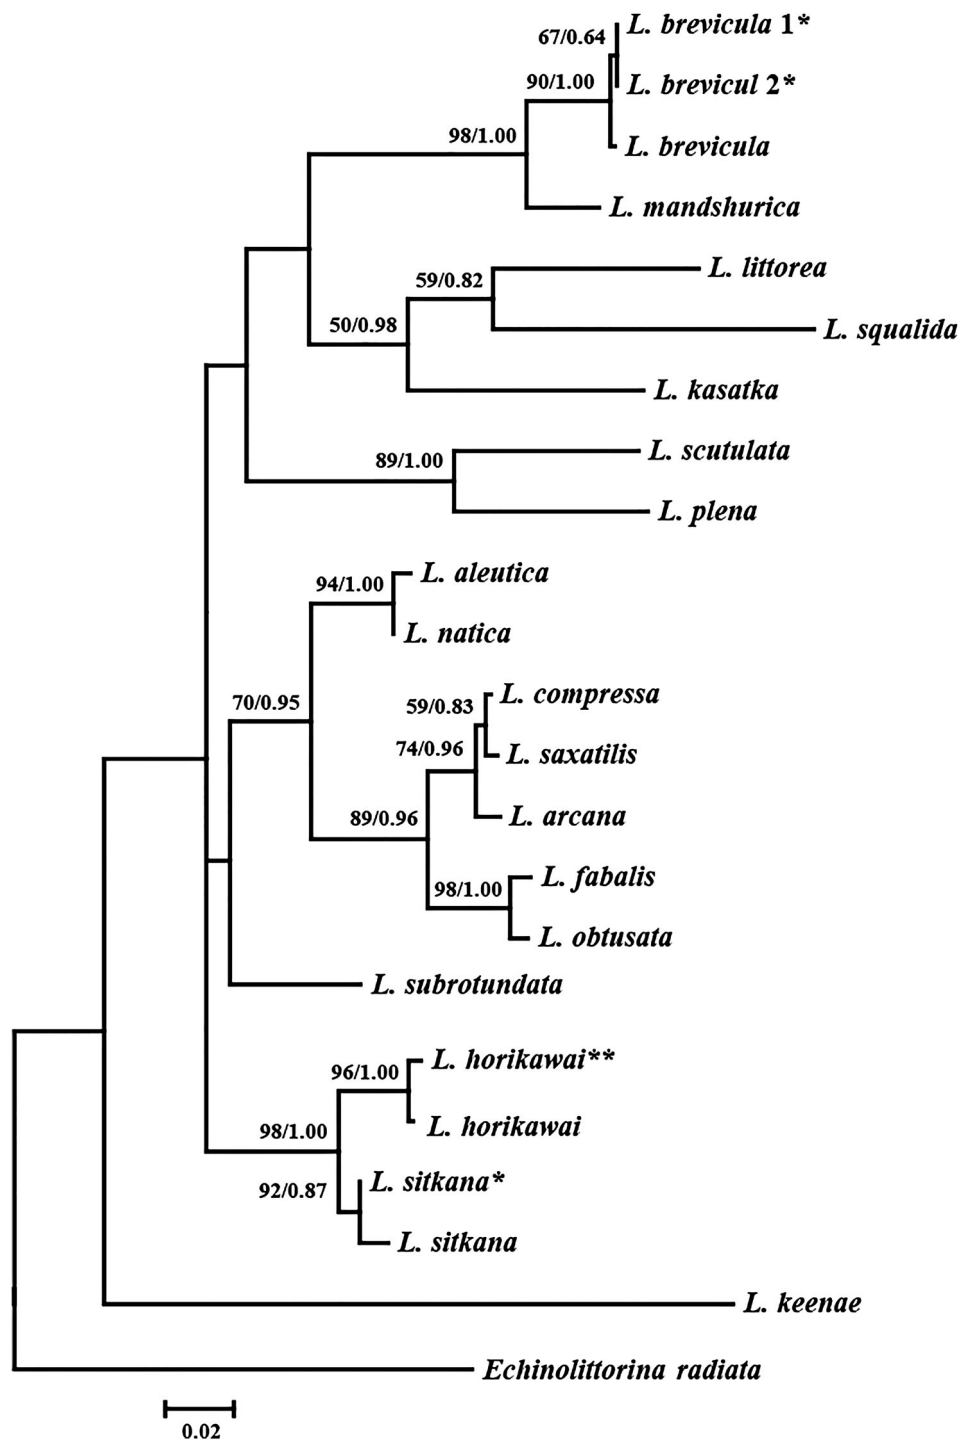 L. brevicula 1*
67/0.64
L. brevicul 2*
90/1.00
98/1.00
L. brevicula
L. mandshurica
L. littorea
59/0.82
50/0.98
L. squalida
L. kasatka
L. scutulata
89/1.00
L. plena
L. aleutica
94/1.00
L. natica
L. compressa
70/0.95
59/0.83
74/0.96
L. saxatilis
L. arcana
89/0.96
L. fabalis
98/1.00
L. obtusata
L. subrotundata
L. horikawai**
96/1.00
L. horikawai
98/1.00
L. sitkana*
92/0.87
L. sitkana
L. keenae
Echinolittorina radiata
0.02